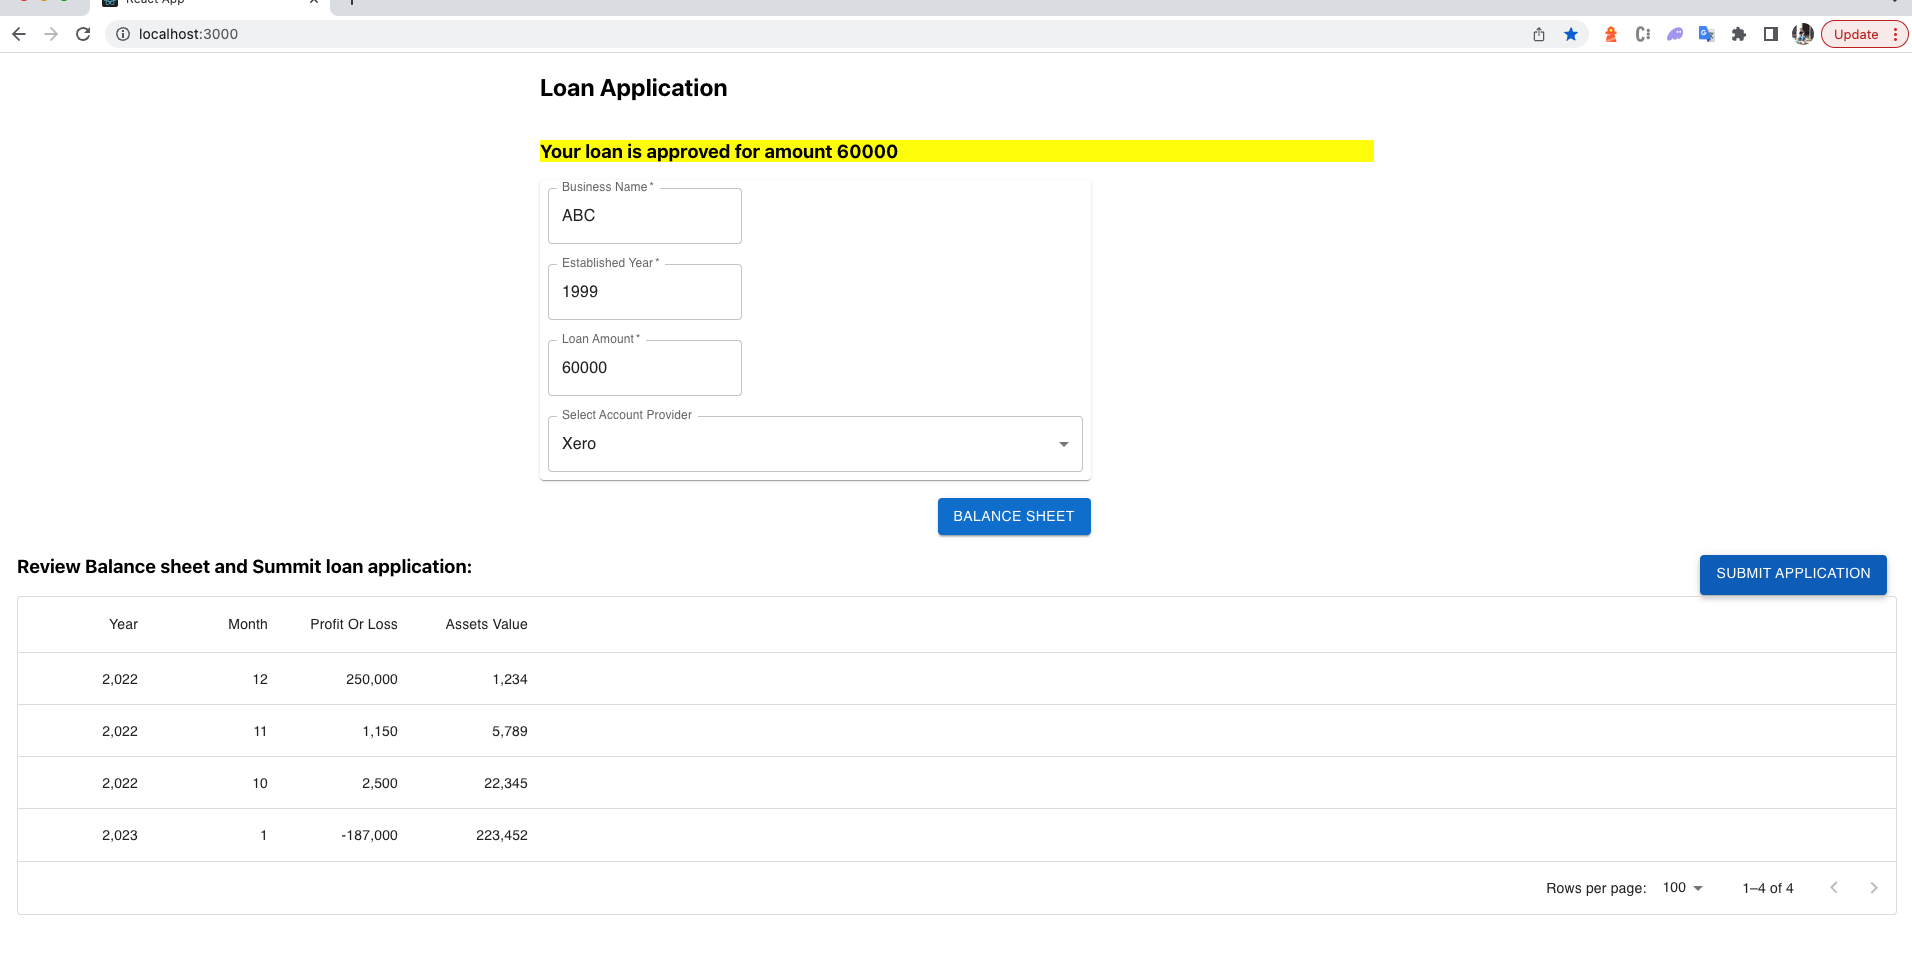 React App
localhost:3000
Update
Loan Application
Your loan is approved for amount 60000
Business Name *
ABC
Established Year *
1999
Loan Amount *
60000
Select Account Provider
Xero
BALANCE SHEET
Review Balance sheet and Summit loan application:
SUBMIT APPLICATION
Year Month Profit Or Loss Assets Value
2,022 12 250,000 1,234
2,022 11 1,150 5,789
2,022 10 2,500 22,345
2,023 1 -187,000 223,452
Rows per page: 100 1–4 of 4